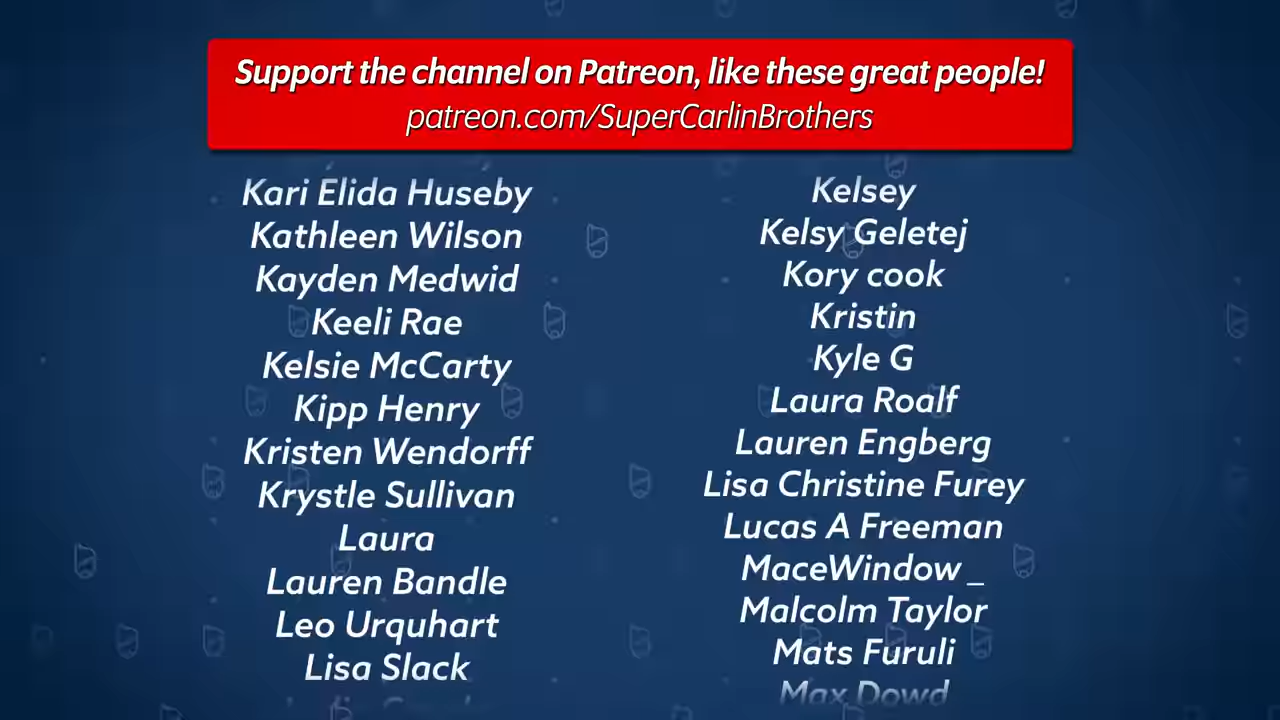 Support the channel on Patreon, like these great people!
patreon.com/SuperCarlinBrothers
Kari Elida Huseby
Kathleen Wilson
Kayden Medwid
Keeli Rae
Kelsie McCarty
Kipp Henry
Kristen Wendorff
Krystle Sullivan
Laura
Lauren Bandle
Leo Urquhart
Lisa Slack
Kelsey
Kelsy Geletej
Kory cook
Kristin
Kyle G
Laura Roalf
Lauren Engberg
Lisa Christine Furey
Lucas A Freeman
MaceWindow _
Malcolm Taylor
Mats Furuli
Max Dowd